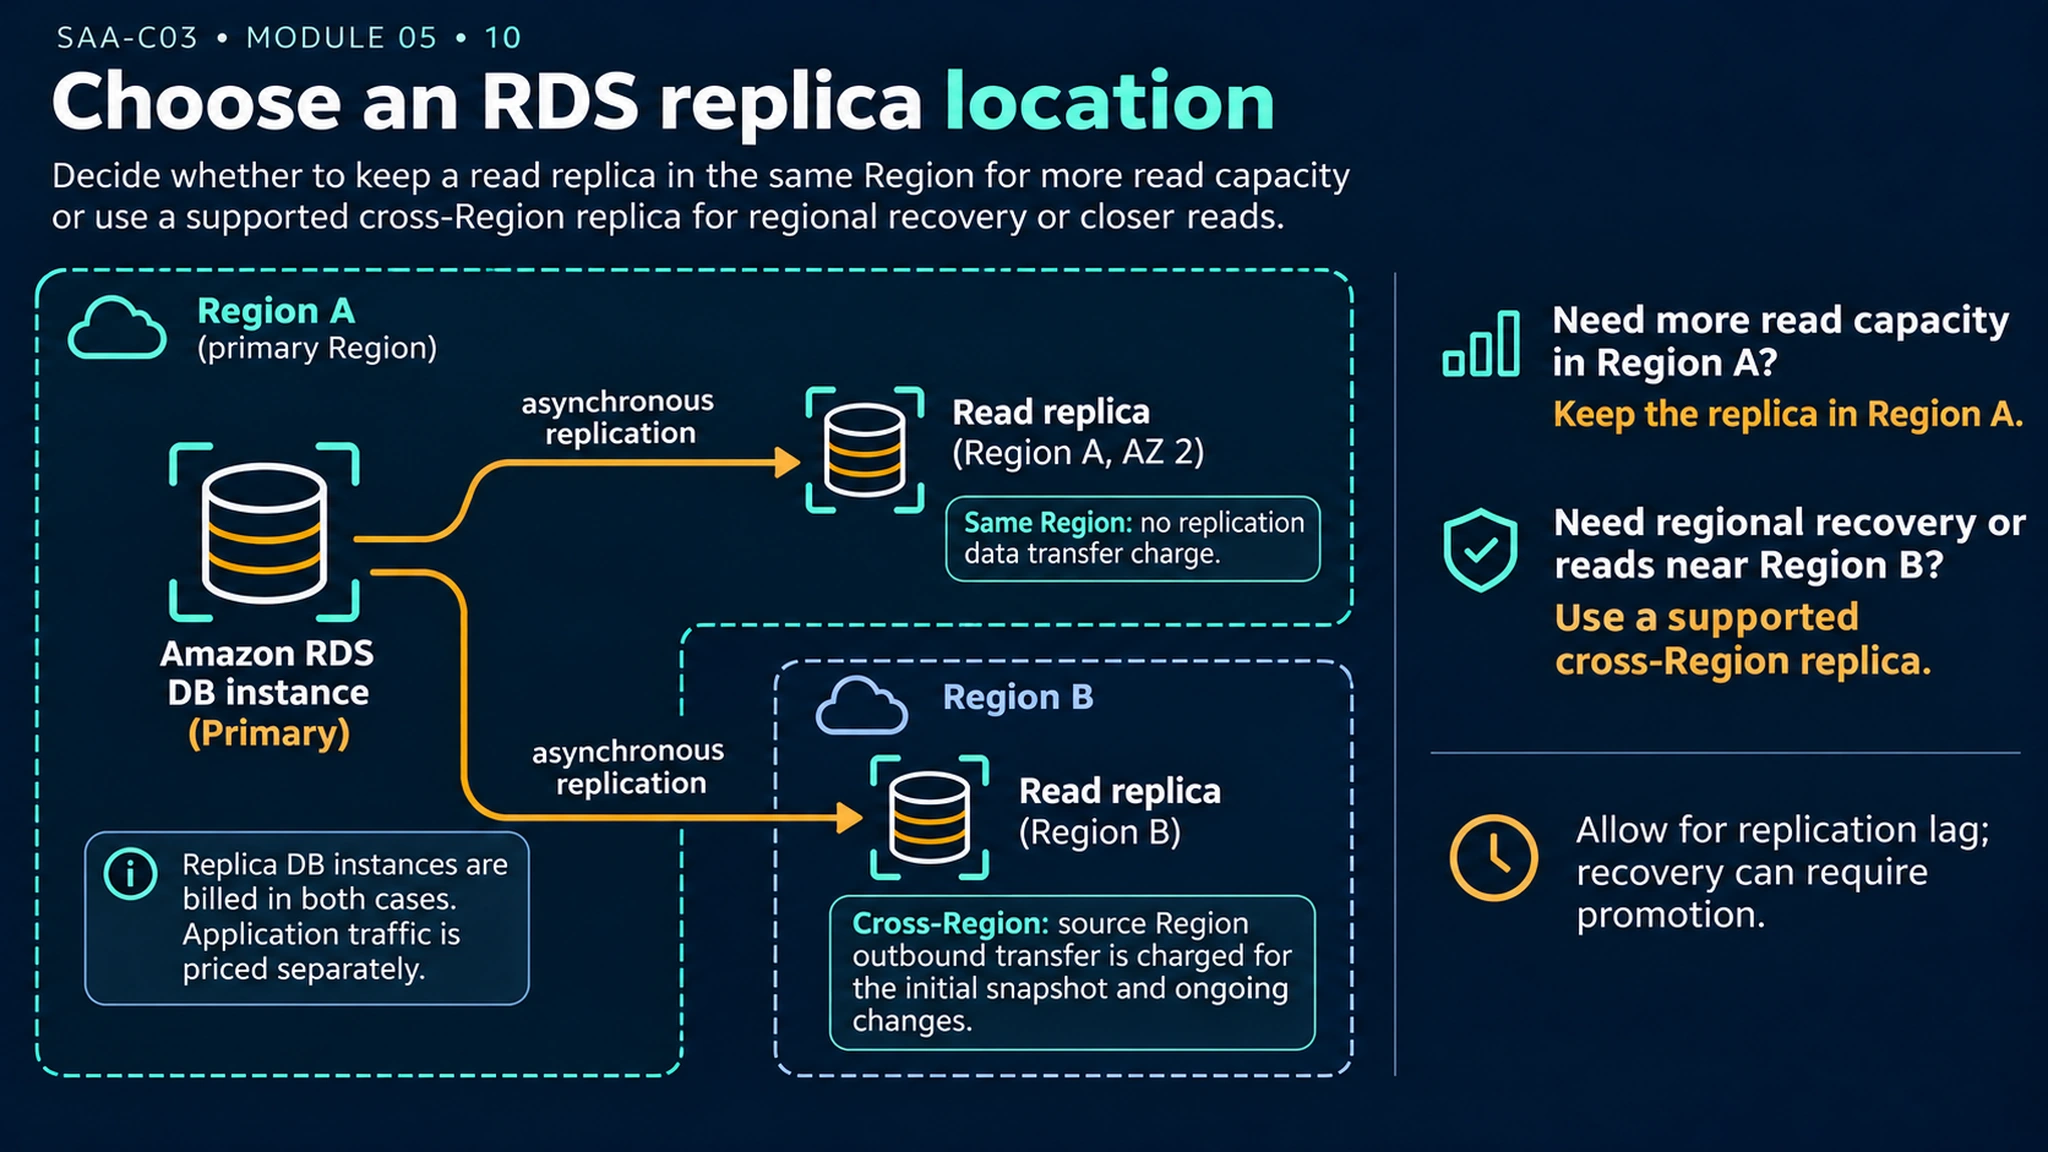 SAA-C03 • MODULE 05 • 10
Choose an RDS replica location
Decide whether to keep a read replica in the same Region for more read capacity
or use a supported cross-Region replica for regional recovery or closer reads.
Region A
(primary Region)
asynchronous
replication
Read replica
(Region A, AZ 2)
Same Region: no replication
data transfer charge.
Amazon RDS
DB instance
(Primary)
asynchronous
replication
Region B
Read replica
(Region B)
Cross-Region: source Region
outbound transfer is charged for
the initial snapshot and ongoing
changes.
Replica DB instances are
billed in both cases.
Application traffic is
priced separately.
Need more read capacity
in Region A?
Keep the replica in Region A.
Need regional recovery or
reads near Region B?
Use a supported
cross-Region replica.
Allow for replication lag;
recovery can require
promotion.